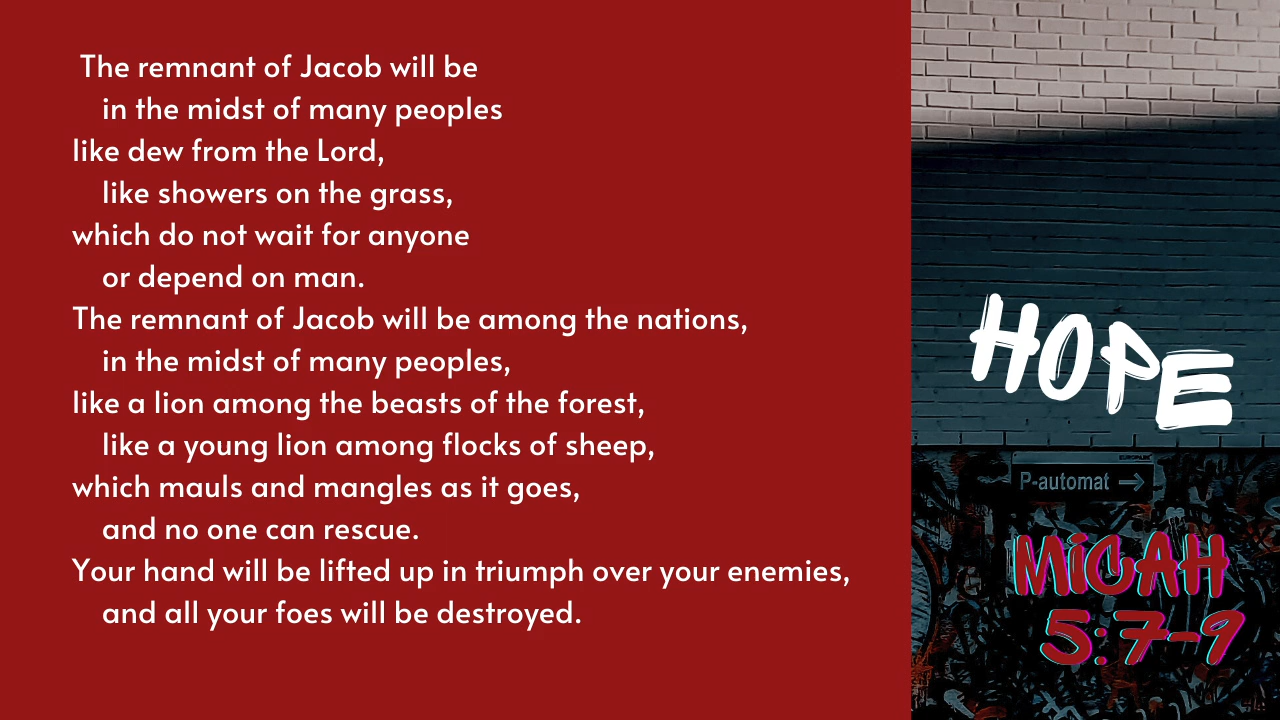 The remnant of Jacob will be
in the midst of many peoples
like dew from the Lord,
like showers on the grass,
which do not wait for anyone
or depend on man.
The remnant of Jacob will be among the nations,
in the midst of many peoples,
like a lion among the beasts of the forest,
like a young lion among flocks of sheep,
which mauls and mangles as it goes,
and no one can rescue.
Your hand will be lifted up in triumph over your enemies,
and all your foes will be destroyed.
HOPE
P-automat →
MiCAH
5:7-9